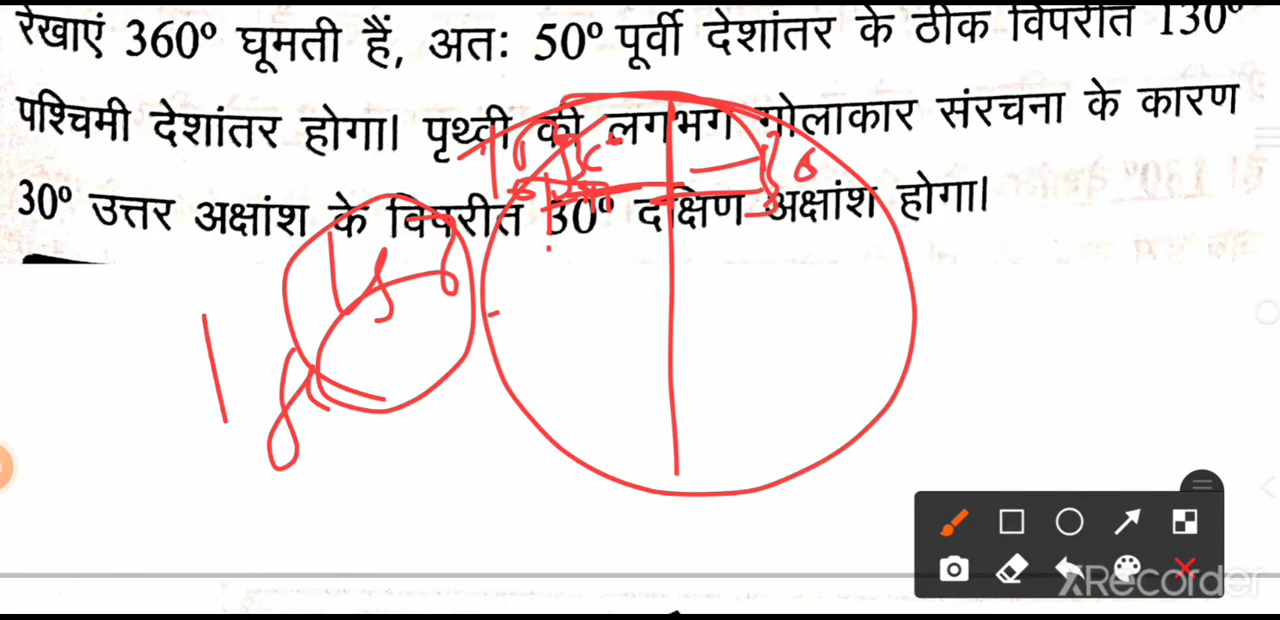 रेखाएं 360° घूमती हैं, अतः 50° पूर्वी देशांतर के ठीक विपरीत 130°
पश्चिमी देशांतर होगा। पृथ्वी की लगभग गोलाकार संरचना के कारण
30° उत्तर अक्षांश के विपरीत 30° दक्षिण अक्षांश होगा।
XRecorder